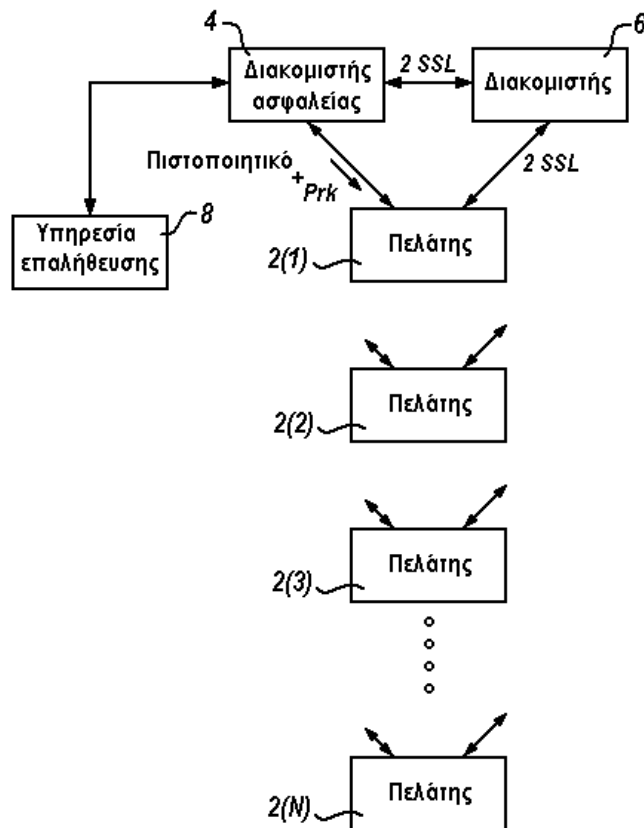 4
6
Διακομιστής
ασφαλείας
2 SSL
Διακομιστής
Πιστοποιητικό
+
Prk
2 SSL
8
Υπηρεσία
επαλήθευσης
2(1)
Πελάτης
Πελάτης
2(2)
Πελάτης
2(3)
Πελάτης
2(N)